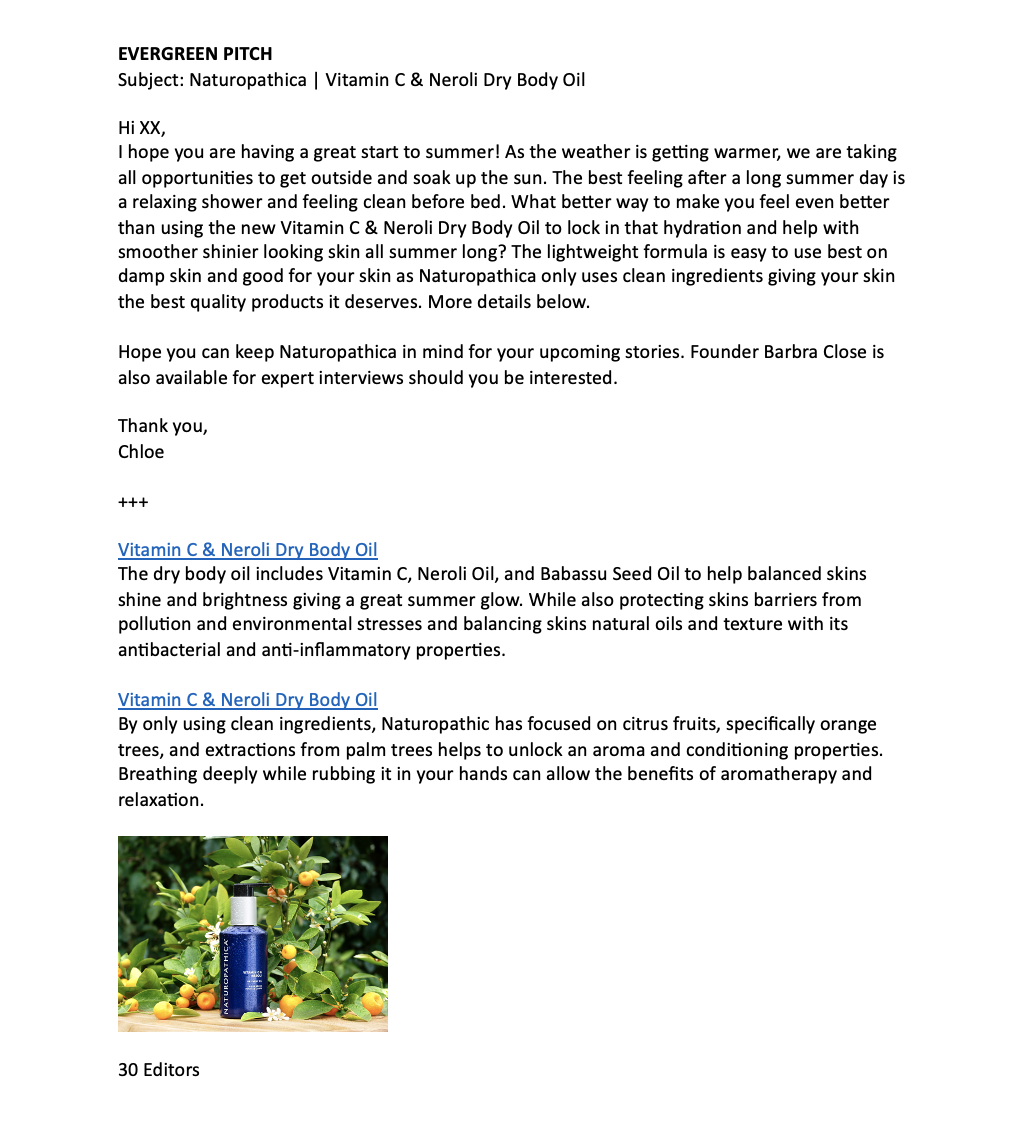 EVERGREEN PITCH
Subject: Naturopathica | Vitamin C & Neroli Dry Body Oil
Hi XX,
I hope you are having a great start to summer! As the weather is getting warmer, we are taking
all opportunities to get outside and soak up the sun. The best feeling after a long summer day is
a relaxing shower and feeling clean before bed. What better way to make you feel even better
than using the new Vitamin C & Neroli Dry Body Oil to lock in that hydration and help with
smoother shinier looking skin all summer long? The lightweight formula is easy to use best on
damp skin and good for your skin as Naturopathica only uses clean ingredients giving your skin
the best quality products it deserves. More details below.
Hope you can keep Naturopathica in mind for your upcoming stories. Founder Barbra Close is
also available for expert interviews should you be interested.
Thank you,
Chloe
+++
Vitamin C & Neroli Dry Body Oil
The dry body oil includes Vitamin C, Neroli Oil, and Babassu Seed Oil to help balanced skins
shine and brightness giving a great summer glow. While also protecting skins barriers from
pollution and environmental stresses and balancing skins natural oils and texture with its
antibacterial and anti-inflammatory properties.
Vitamin C & Neroli Dry Body Oil
By only using clean ingredients, Naturopathic has focused on citrus fruits, specifically orange
trees, and extractions from palm trees helps to unlock an aroma and conditioning properties.
Breathing deeply while rubbing it in your hands can allow the benefits of aromatherapy and
relaxation.
NATUROPATHICA
30 Editors